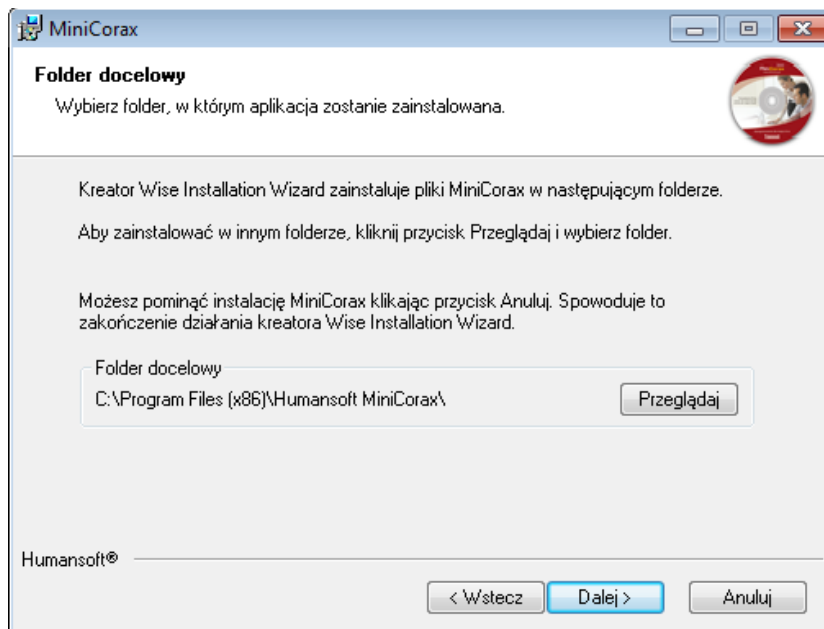 MiniCorax
Folder docelowy
Wybierz folder, w którym aplikacja zostanie zainstalowana.
Kreator Wise Installation Wizard zainstaluje pliki MiniCorax w następującym folderze.
Aby zainstalować w innym folderze, kliknij przycisk Przeglądaj i wybierz folder.
Możesz pominąć instalację MiniCorax klikając przycisk Anuluj. Spowoduje to
zakończenie działania kreatora Wise Installation Wizard.
Folder docelowy
C:\Program Files (x86)\Humansoft MiniCorax\
Przeglądaj
Humansoft®
< Wstecz
Dalej >
Anuluj